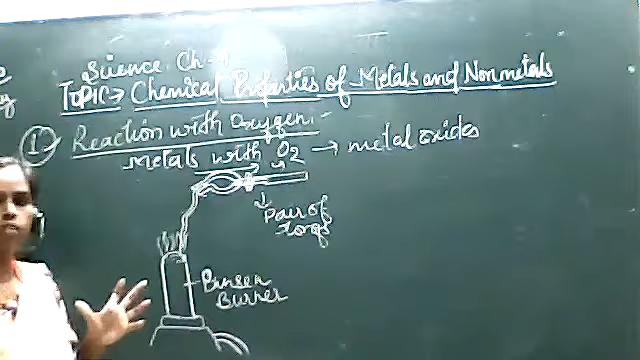 Science Ch-4
TOPIC → Chemical Properties of Metals and Nonmetals
1 Reaction with Oxygen :-
Metals with O2 → metal oxides
Pair of
Tongs
Bunsen
Burner